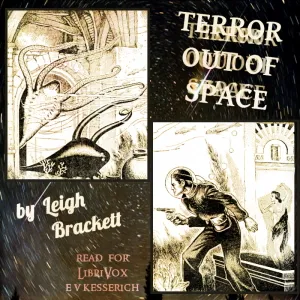 TERROR
OUT OF
SPACE
by Leigh
Brackett
READ FOR
LIBRIVOX
E V KESSERICH